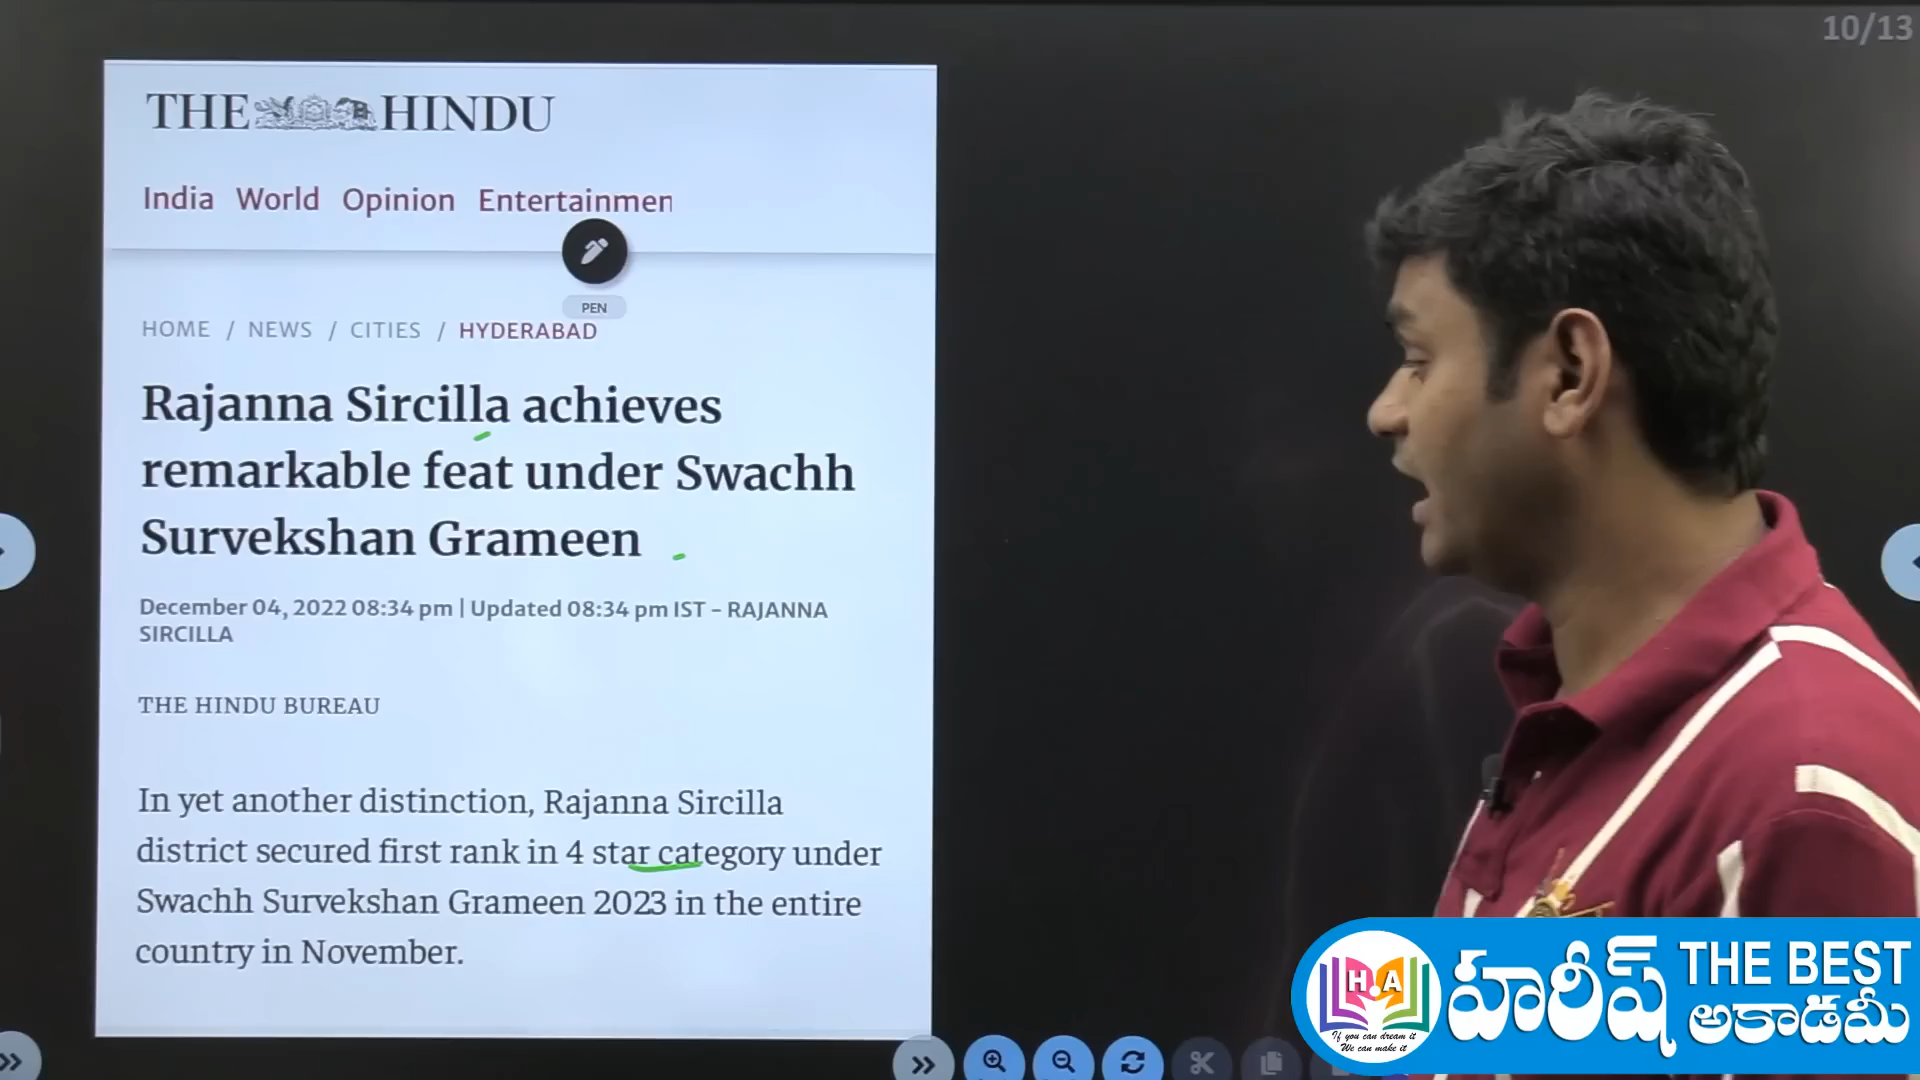 10/13
THE HINDU
India World Opinion Entertainmen
PEN
HOME / NEWS / CITIES / HYDERABAD
Rajanna Sircilla achieves
remarkable feat under Swachh
Survekshan Grameen
December 04, 2022 08:34 pm | Updated 08:34 pm IST - RAJANNA
SIRCILLA
THE HINDU BUREAU
In yet another distinction, Rajanna Sircilla
district secured first rank in 4 star category under
Swachh Survekshan Grameen 2023 in the entire
country in November.
H.A
If you can dream it
We can make it
హరీష్ THE BEST
అకాడమీ